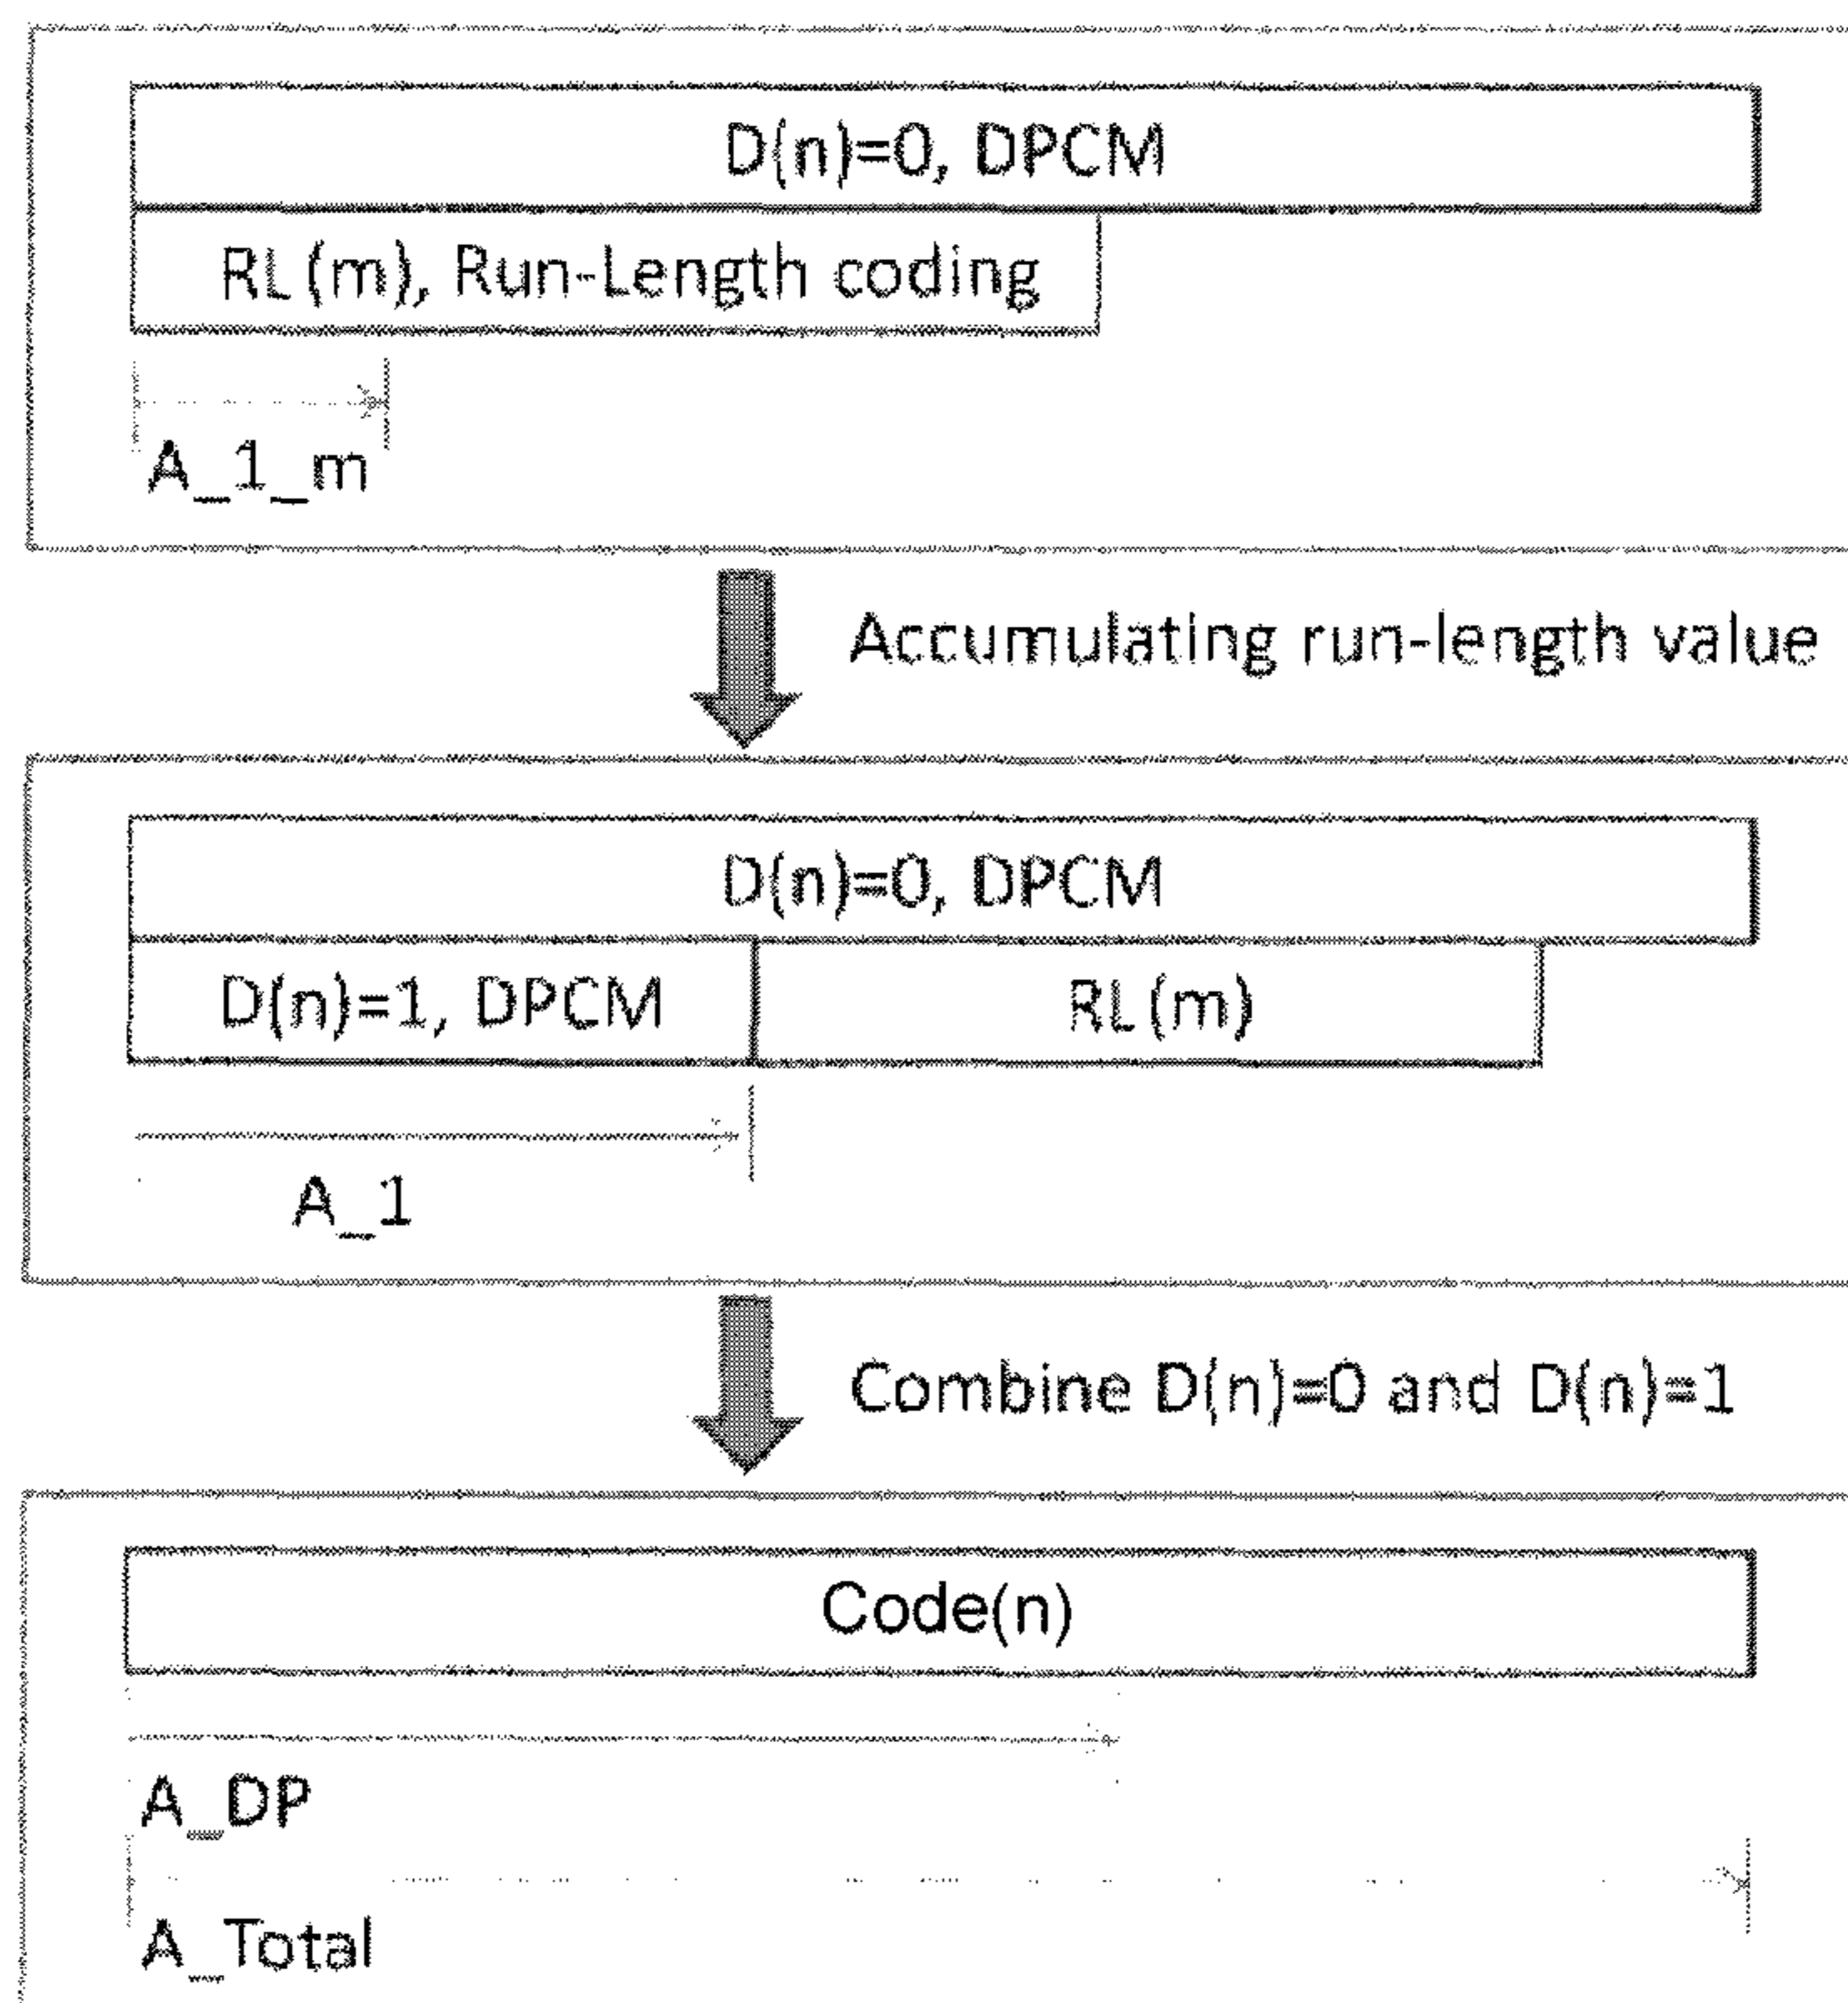 D(n)=0, DPCM
RL(m), Run-Length coding
A_1_m
Accumulating run-length value
D(n)=0, DPCM
D(n)=1, DPCM RL(m)
A_1
Combine D(n)=0 and D(n)=1
Code(n)
A_DP
A_Total